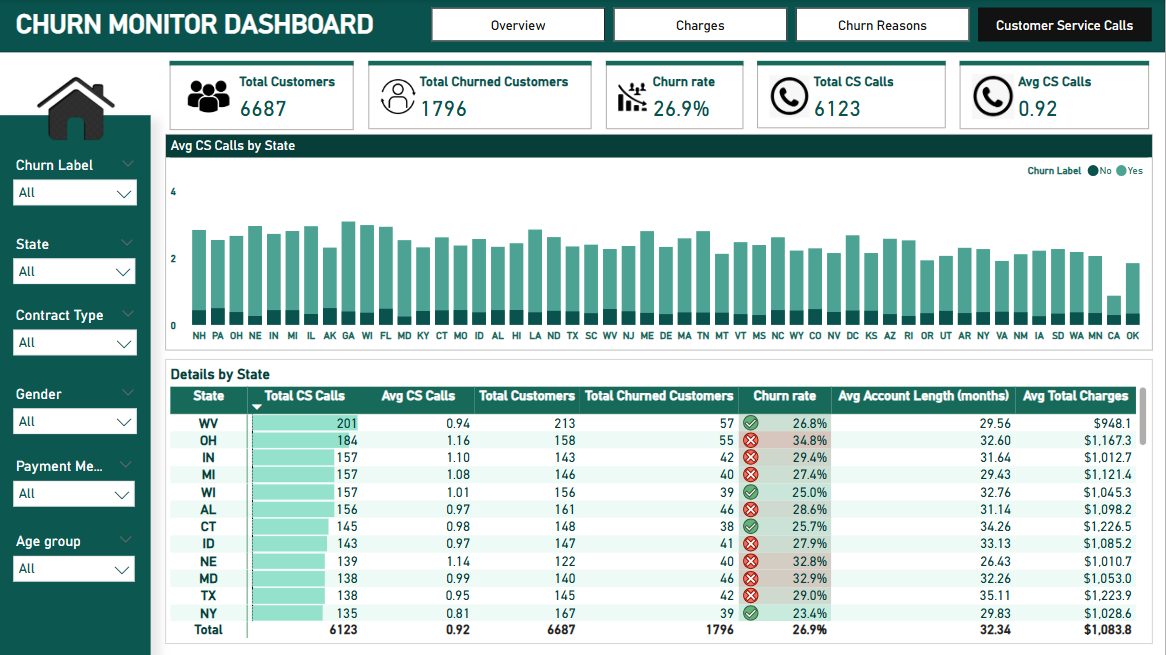 CHURN MONITOR DASHBOARD
Overview
Charges
Churn Reasons
Customer Service Calls
Total Customers
6687
Total Churned Customers
1796
Churn rate
26.9%
Total CS Calls
6123
Avg CS Calls
0.92
Churn Label
All
State
All
Contract Type
All
Gender
All
Payment Me...
All
Age group
All
Avg CS Calls by State
Churn Label No Yes
4
2
0
NH PA OH NE IN MI IL AK GA WI FL MD KY CT MO ID AL HI LA ND TX SC WV NJ ME DE MA TN MT VT MS NC WY CO NV DC KS AZ RI OR UT AR NY VA NM IA SD WA MN CA OK
Details by State
State Total CS Calls Avg CS Calls Total Customers Total Churned Customers Churn rate Avg Account Length (months) Avg Total Charges
WV 201 0.94 213 57 26.8% 29.56 $948.1
OH 184 1.16 158 55 34.8% 32.60 $1,167.3
IN 157 1.10 143 42 29.4% 31.64 $1,012.7
MI 157 1.08 146 40 27.4% 29.43 $1,121.4
WI 157 1.01 156 39 25.0% 32.76 $1,045.3
AL 156 0.97 161 46 28.6% 31.14 $1,098.2
CT 145 0.98 148 38 25.7% 34.26 $1,226.5
ID 143 0.97 147 41 27.9% 33.13 $1,085.2
NE 139 1.14 122 40 32.8% 26.43 $1,010.7
MD 138 0.99 140 46 32.9% 32.26 $1,053.0
TX 138 0.95 145 42 29.0% 35.11 $1,223.9
NY 135 0.81 167 39 23.4% 29.83 $1,028.6
Total 6123 0.92 6687 1796 26.9% 32.34 $1,083.8